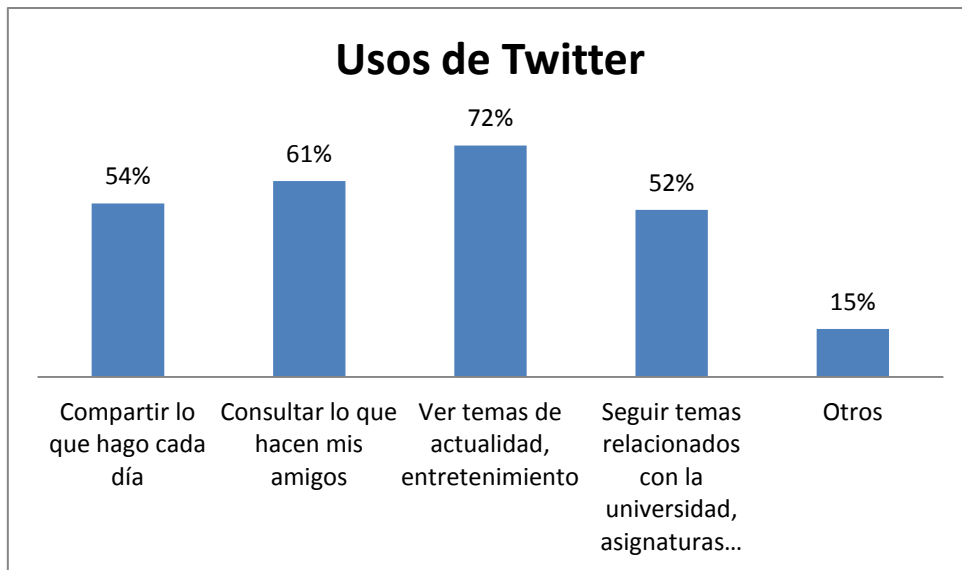 Usos de Twitter
54%
61%
72%
52%
15%
Compartir lo
que hago cada
día
Consultar lo que
hacen mis
amigos
Ver temas de
actualidad,
entretenimiento
Seguir temas
relacionados
con la
universidad,
asignaturas…
Otros